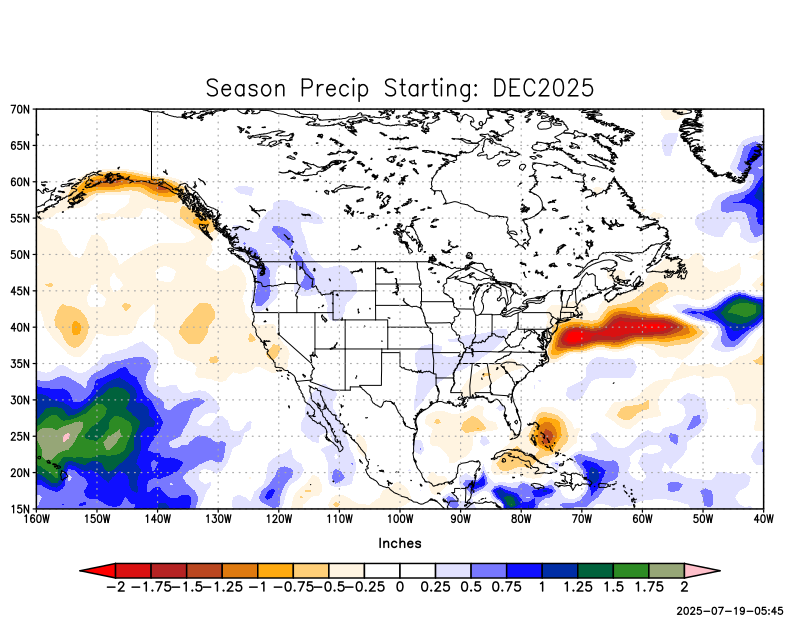 Season Precip Starting: DEC2025
70N
65N
60N
55N
50N
45N
40N
35N
30N
25N
20N
15N
160W 150W 140W 130W 120W 110W 100W 90W 80W 70W 60W 50W 40W
Inches
-2 -1.75 -1.5 -1.25 -1 -0.75 -0.5 -0.25 0 0.25 0.5 0.75 1 1.25 1.5 1.75 2
2025-07-19-05:45